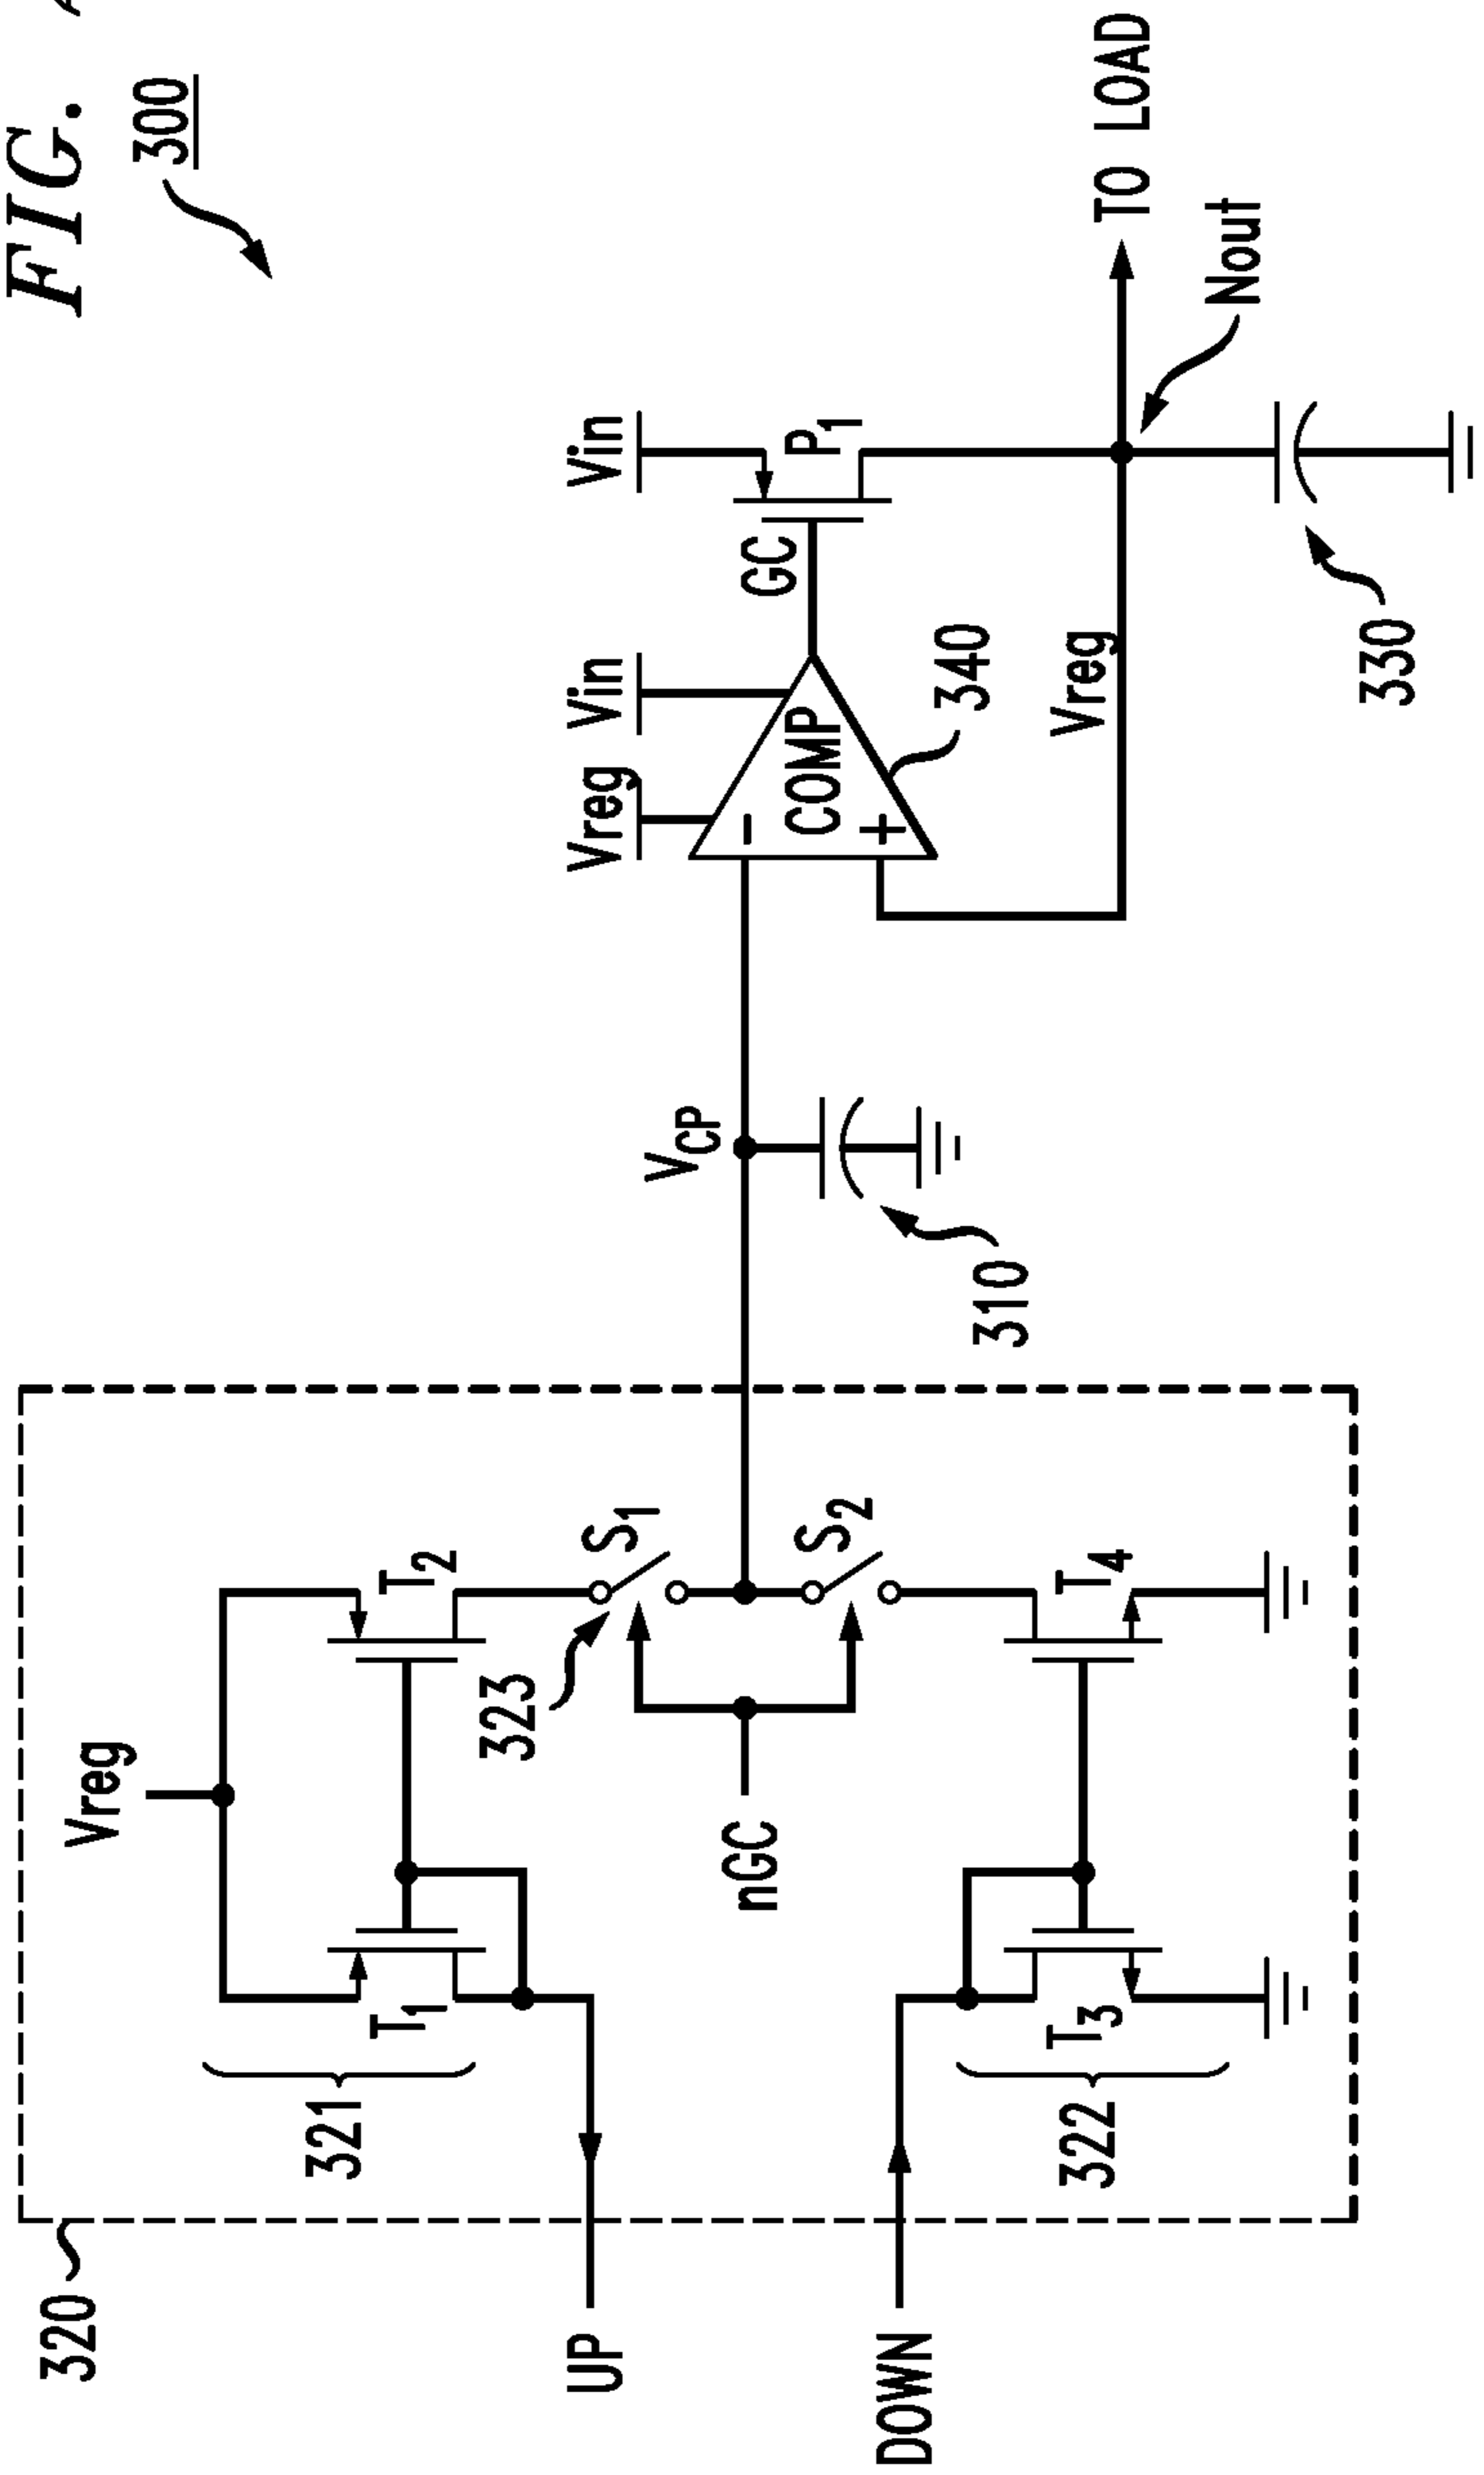 FIG.
300
320
Vreg
321
T1
T2
UP
323
S1
nGC
S2
DOWN
322
T3
T4
VCP
310
Vreg
Vin
Vin
COMP
-
+
GC
P1
340
Vreg
TO LOAD
Nout
330